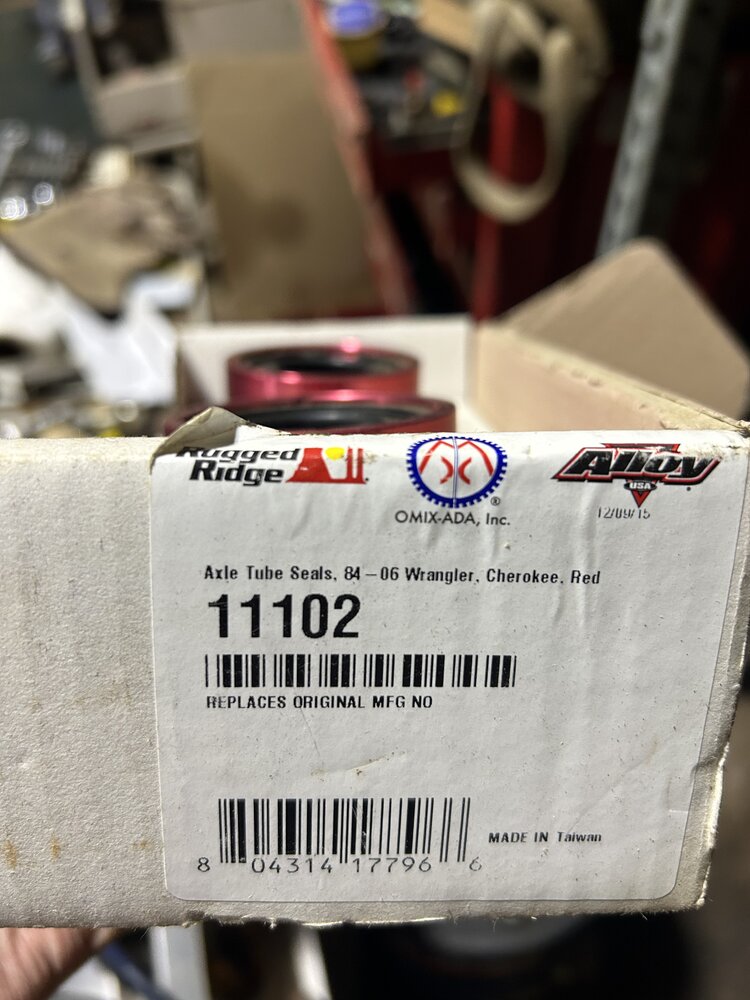 Rugged
Ridge
OMIX-ADA, Inc.
®
Alloy
USA
12/09/15
Axle Tube Seals, 84-06 Wrangler, Cherokee, Red
11102
REPLACES ORIGINAL MFG NO
8 04314 17796 6
MADE IN Taiwan